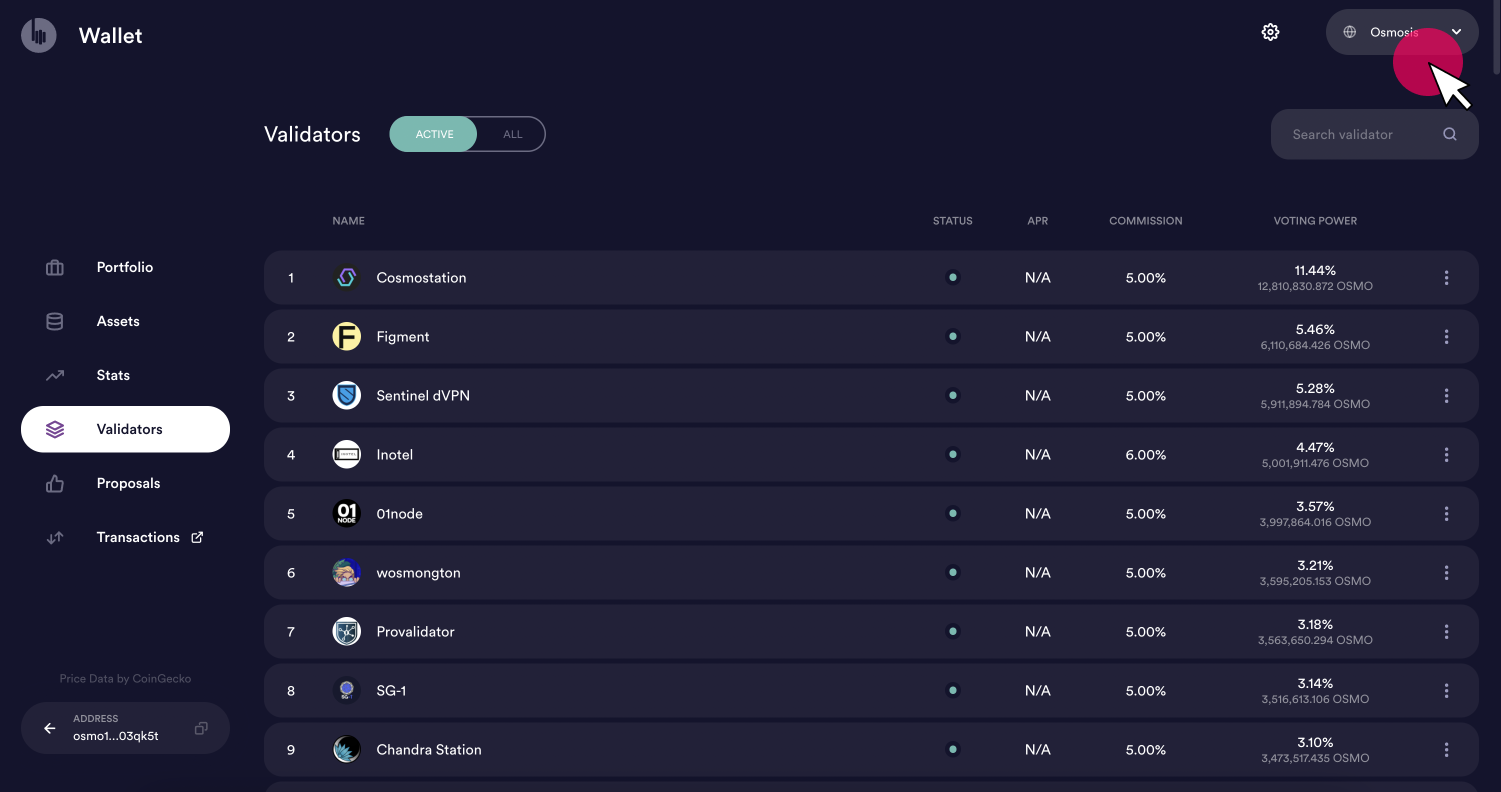 Wallet
Osmosis
Validators
ACTIVE
ALL
Search validator
NAME STATUS APR COMMISSION VOTING POWER
1 Cosmostation N/A 5.00% 11.44%
12,810,830.872 OSMO
2 Figment N/A 5.00% 5.46%
6,110,684.426 OSMO
3 Sentinel dVPN N/A 5.00% 5.28%
5,911,894.784 OSMO
4 Inotel N/A 6.00% 4.47%
5,001,911.476 OSMO
5 01 NODE 01node N/A 5.00% 3.57%
3,997,864.016 OSMO
6 wosmongton N/A 5.00% 3.21%
3,595,205.153 OSMO
7 Provalidator N/A 5.00% 3.18%
3,563,650.294 OSMO
8 SG-1 SG-1 N/A 5.00% 3.14%
3,516,613.106 OSMO
9 Chandra Station N/A 5.00% 3.10%
3,473,517.435 OSMO
Portfolio
Assets
Stats
Validators
Proposals
Transactions
Price Data by CoinGecko
ADDRESS
osmo1...03qk5t